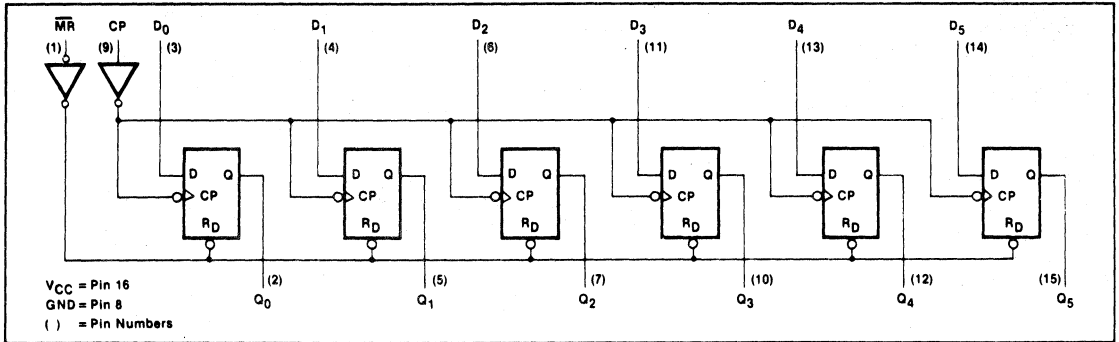 M̅R̅ CP D0 D1 D2 D3 D4 D5
(1) (9) (3) (4) (6) (11) (13) (14)
D Q D Q D Q D Q D Q D Q
CP CP CP CP CP CP
RD RD RD RD RD RD
(2) (5) (7) (10) (12) (15)
Q0 Q1 Q2 Q3 Q4 Q5
VCC = Pin 16
GND = Pin 8
( ) = Pin Numbers